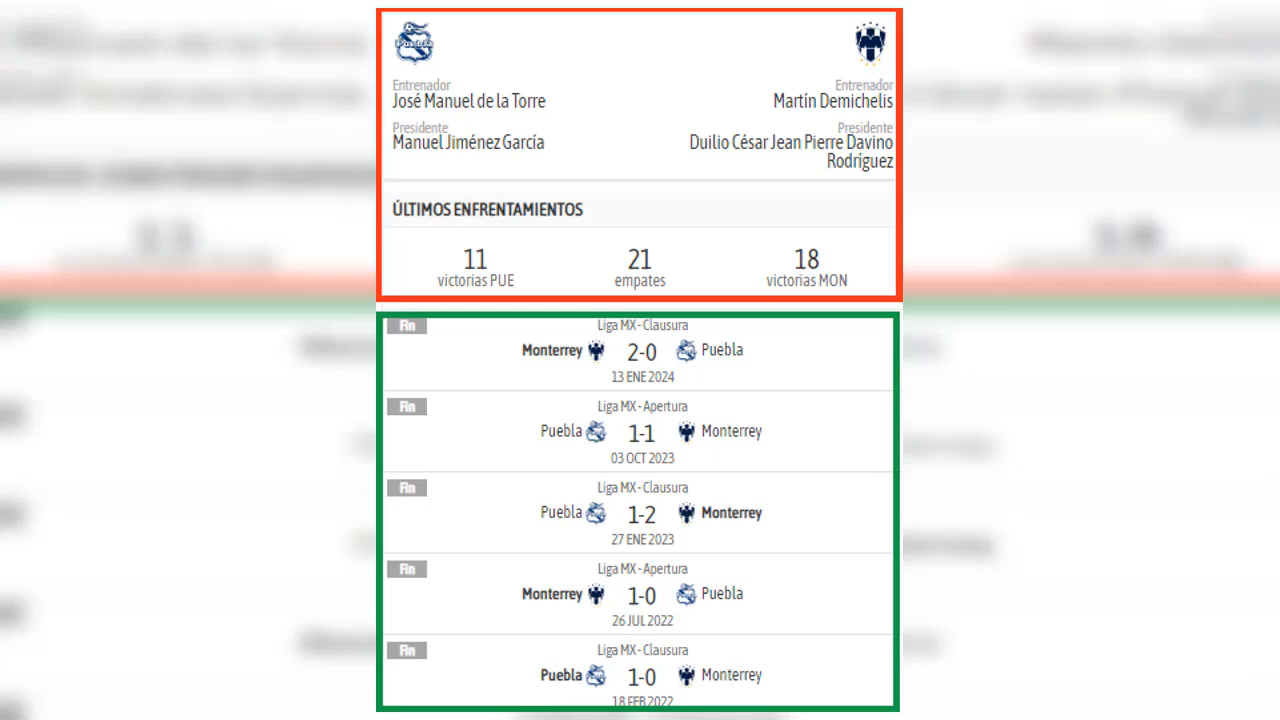 Puebla
Entrenador
José Manuel de la Torre
Entrenador
Martín Demichelis
Presidente
Manuel Jiménez García
Presidente
Duilio César Jean Pierre Davino
Rodríguez
ÚLTIMOS ENFRENTAMIENTOS
11
victorias PUE
21
empates
18
victorias MON
Fin
Liga MX - Clausura
Monterrey 2-0 Puebla
13 ENE 2024
Fin
Liga MX - Apertura
Puebla 1-1 Monterrey
03 OCT 2023
Fin
Liga MX - Clausura
Puebla 1-2 Monterrey
27 ENE 2023
Fin
Liga MX - Apertura
Monterrey 1-0 Puebla
26 JUL 2022
Fin
Liga MX - Clausura
Puebla 1-0 Monterrey
18 FEB 2022